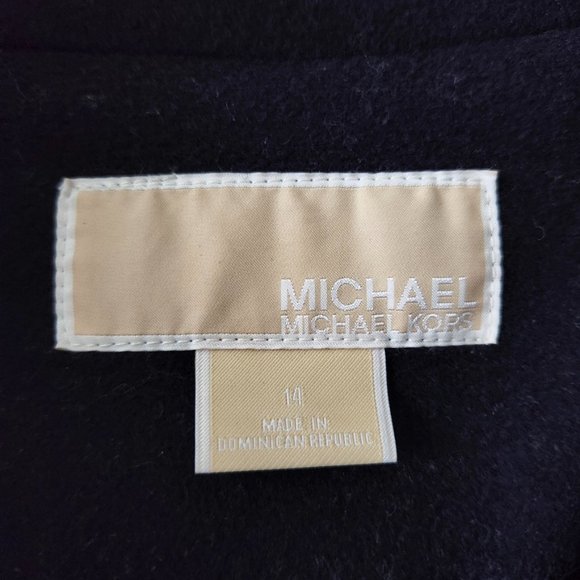 MICHAEL
MICHAEL KORS
14
MADE IN:
DOMINICAN REPUBLIC